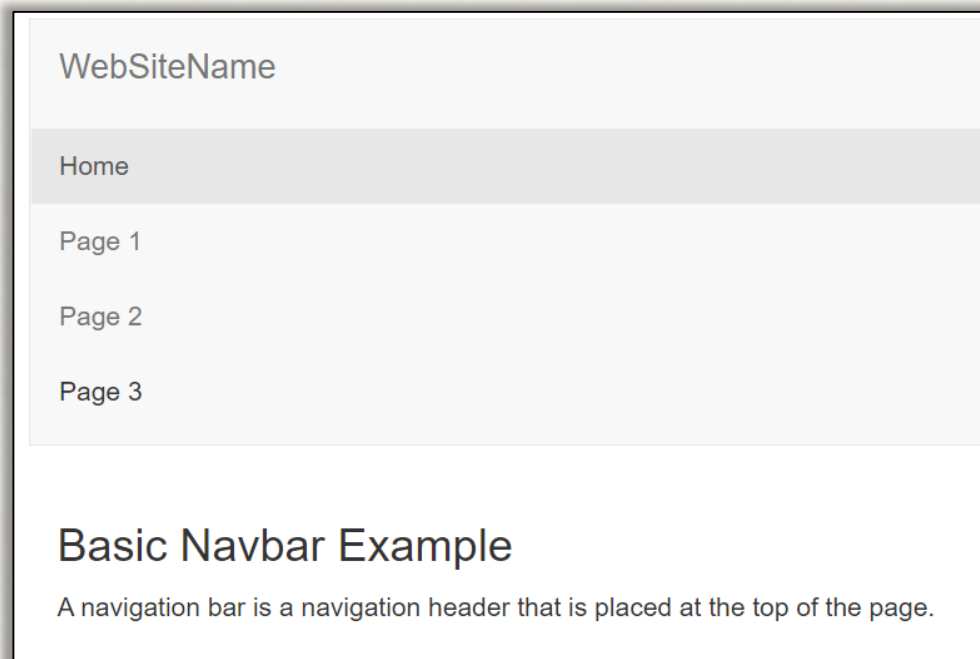 WebSiteName
Home
Page 1
Page 2
Page 3
Basic Navbar Example
A navigation bar is a navigation header that is placed at the top of the page.